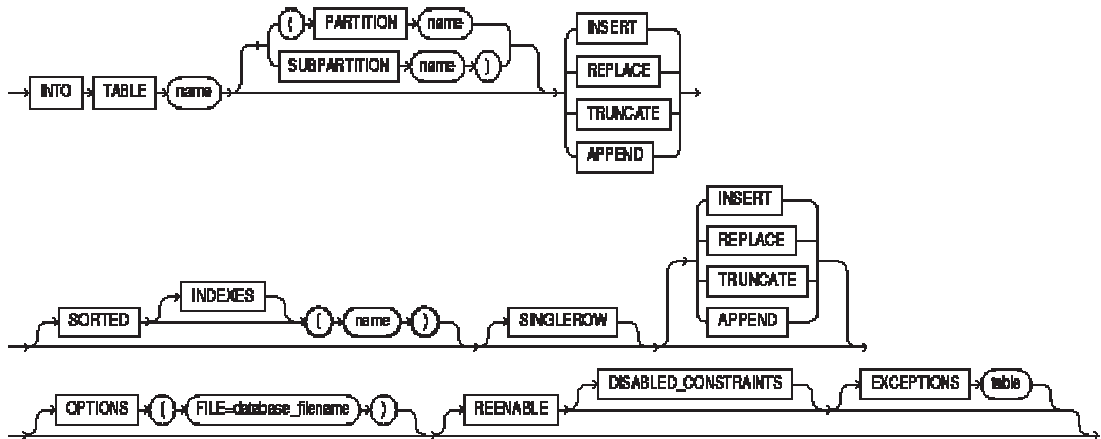 ( PARTITION name
SUBPARTITION name )
INTO TABLE name
INSERT
REPLACE
TRUNCATE
APPEND
SORTED INDEXES ( name )
SINGLEROW
INSERT
REPLACE
TRUNCATE
APPEND
OPTIONS ( FILE=database_filename )
REENABLE DISABLED_CONSTRAINTS
EXCEPTIONS table